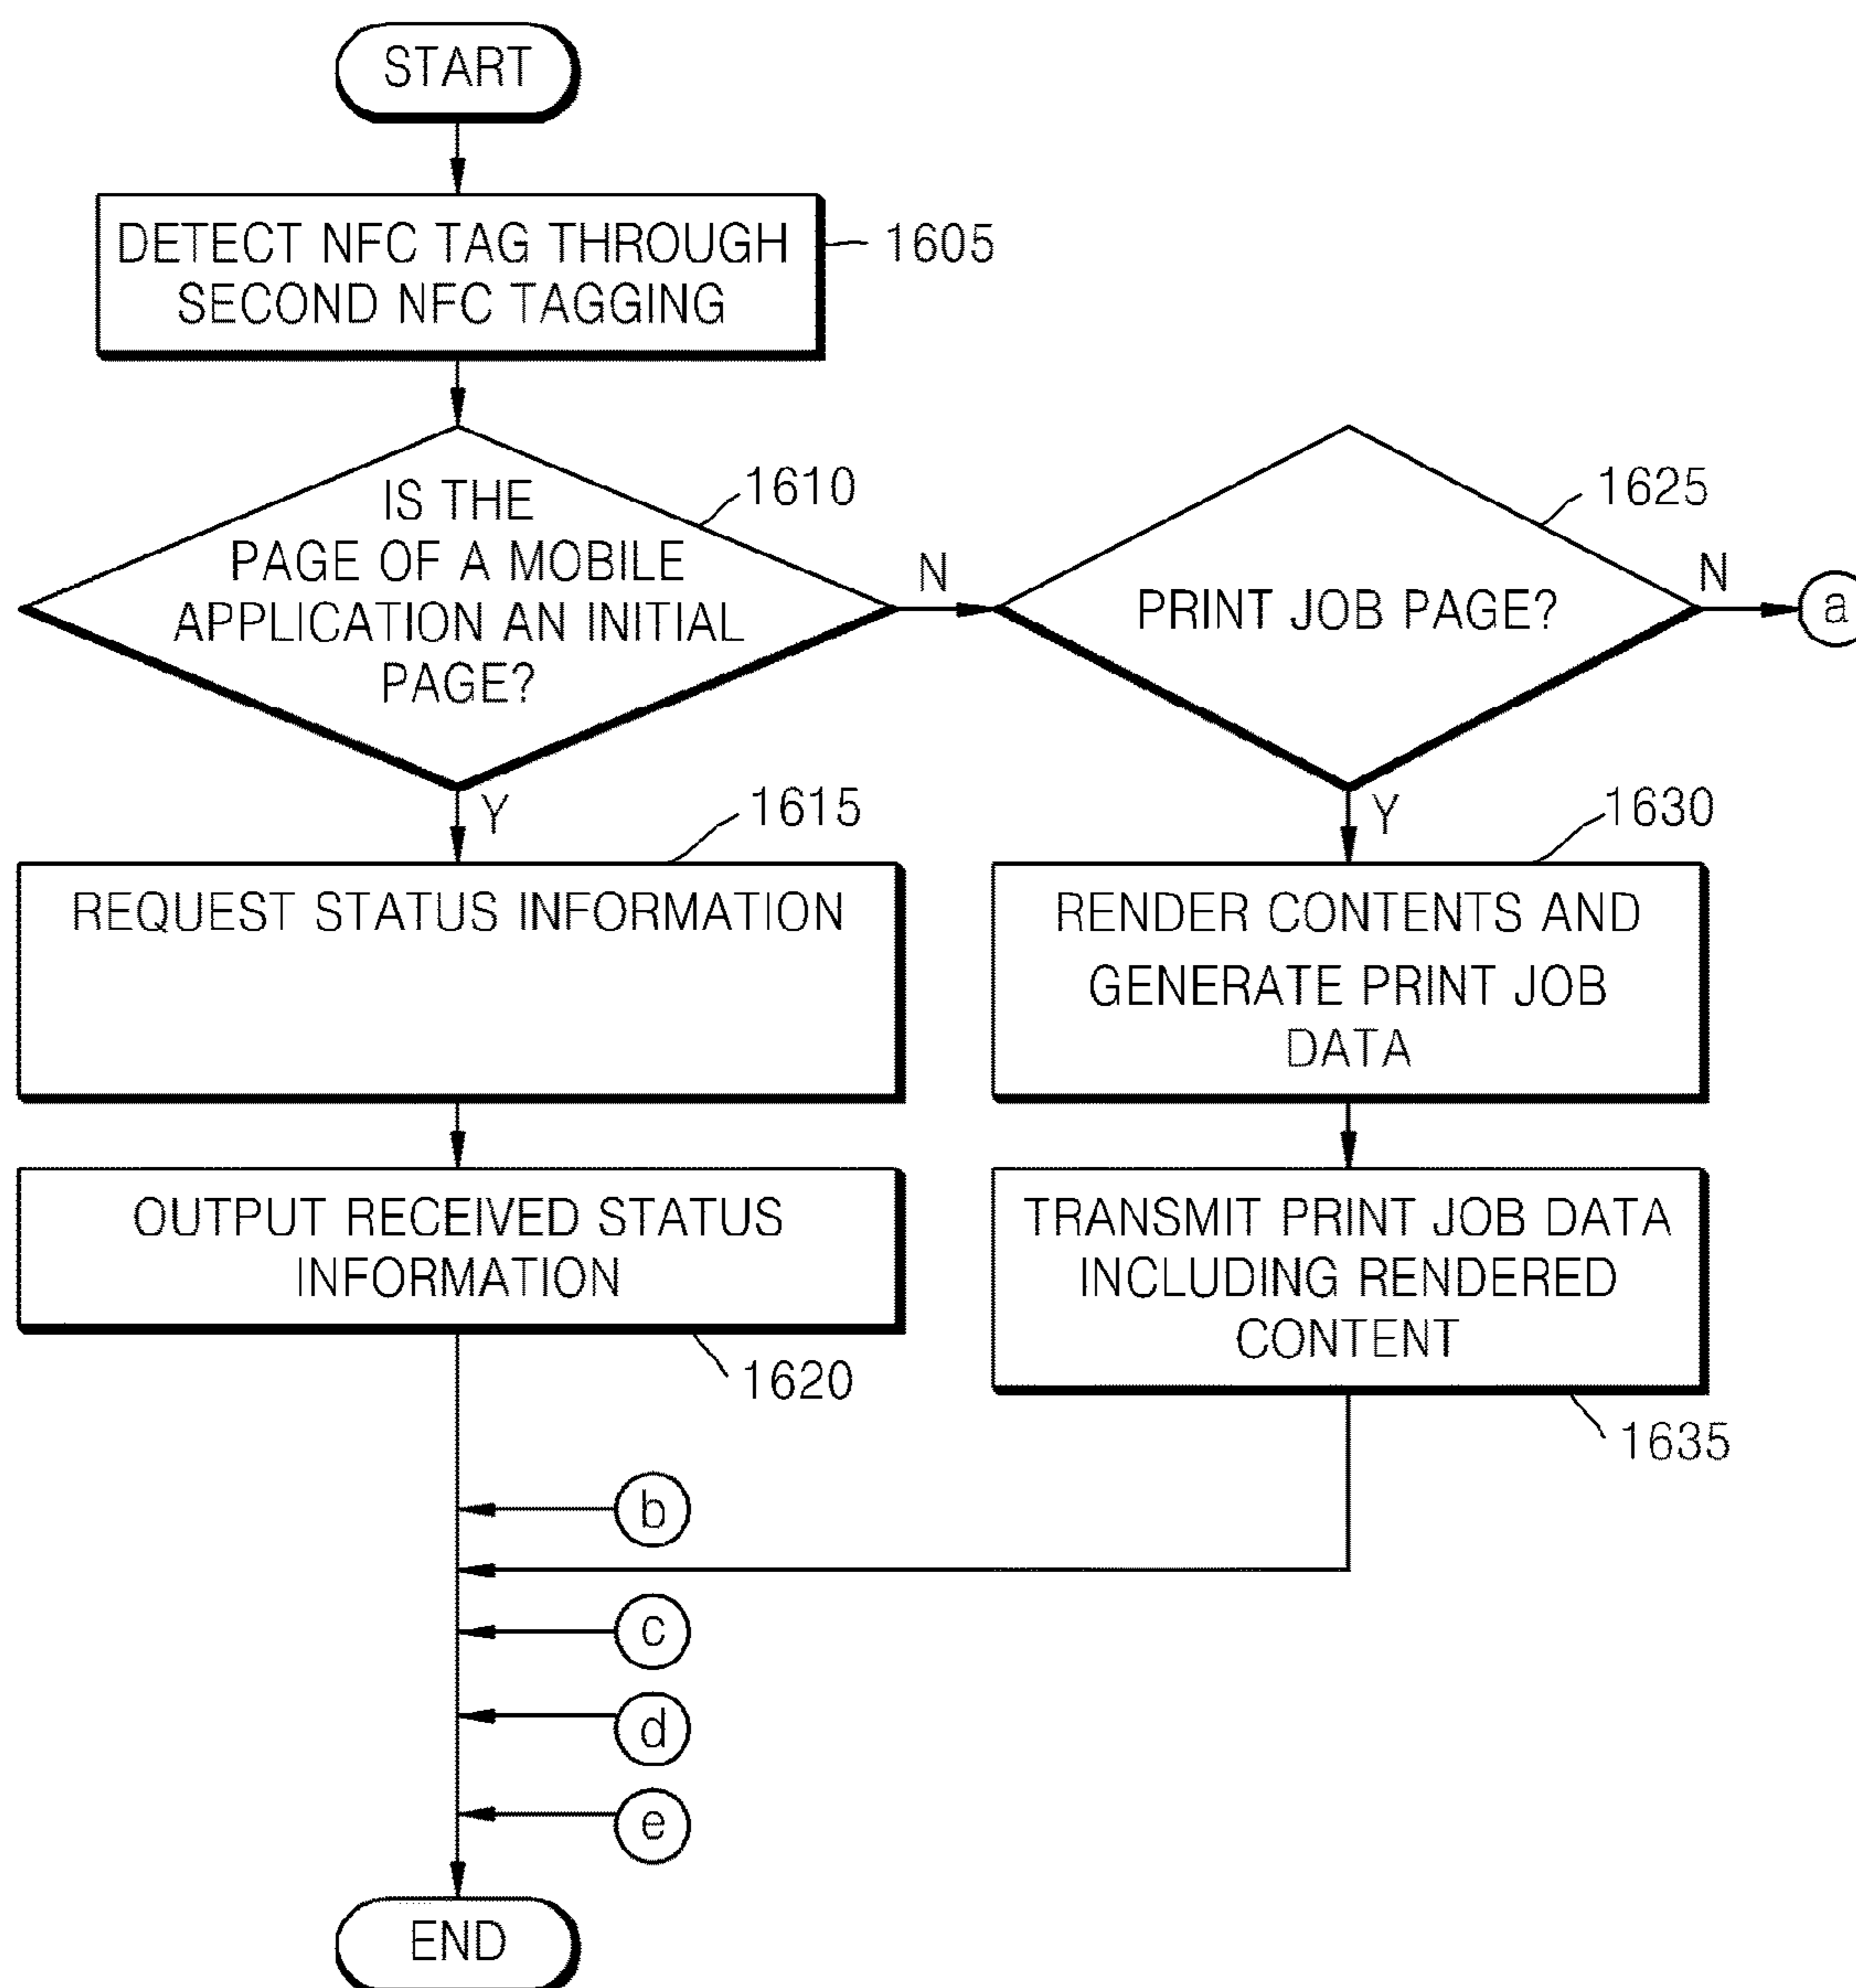 START
DETECT NFC TAG THROUGH
SECOND NFC TAGGING
1605
IS THE
PAGE OF A MOBILE
APPLICATION AN INITIAL
PAGE?
1610
N
PRINT JOB PAGE?
1625
N
a
Y
1615
REQUEST STATUS INFORMATION
Y
1630
RENDER CONTENTS AND
GENERATE PRINT JOB
DATA
OUTPUT RECEIVED STATUS
INFORMATION
1620
TRANSMIT PRINT JOB DATA
INCLUDING RENDERED
CONTENT
1635
b
c
d
e
END